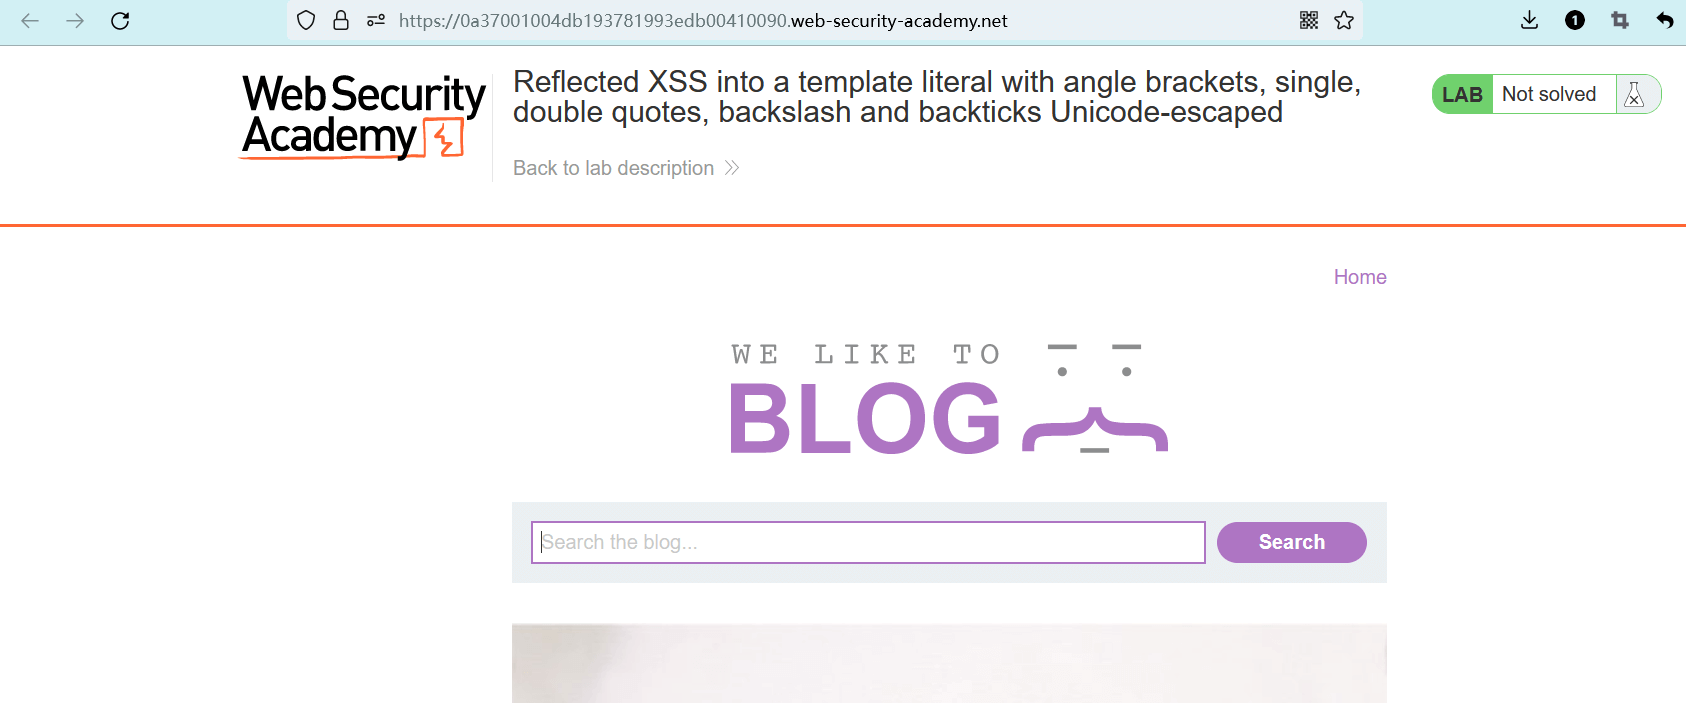 https://0a37001004db193781993edb00410090.web-security-academy.net
1
Web Security
Academy
Reflected XSS into a template literal with angle brackets, single,
double quotes, backslash and backticks Unicode-escaped
Back to lab description
LAB Not solved
Home
WE LIKE TO
BLOG
Search the blog...
Search